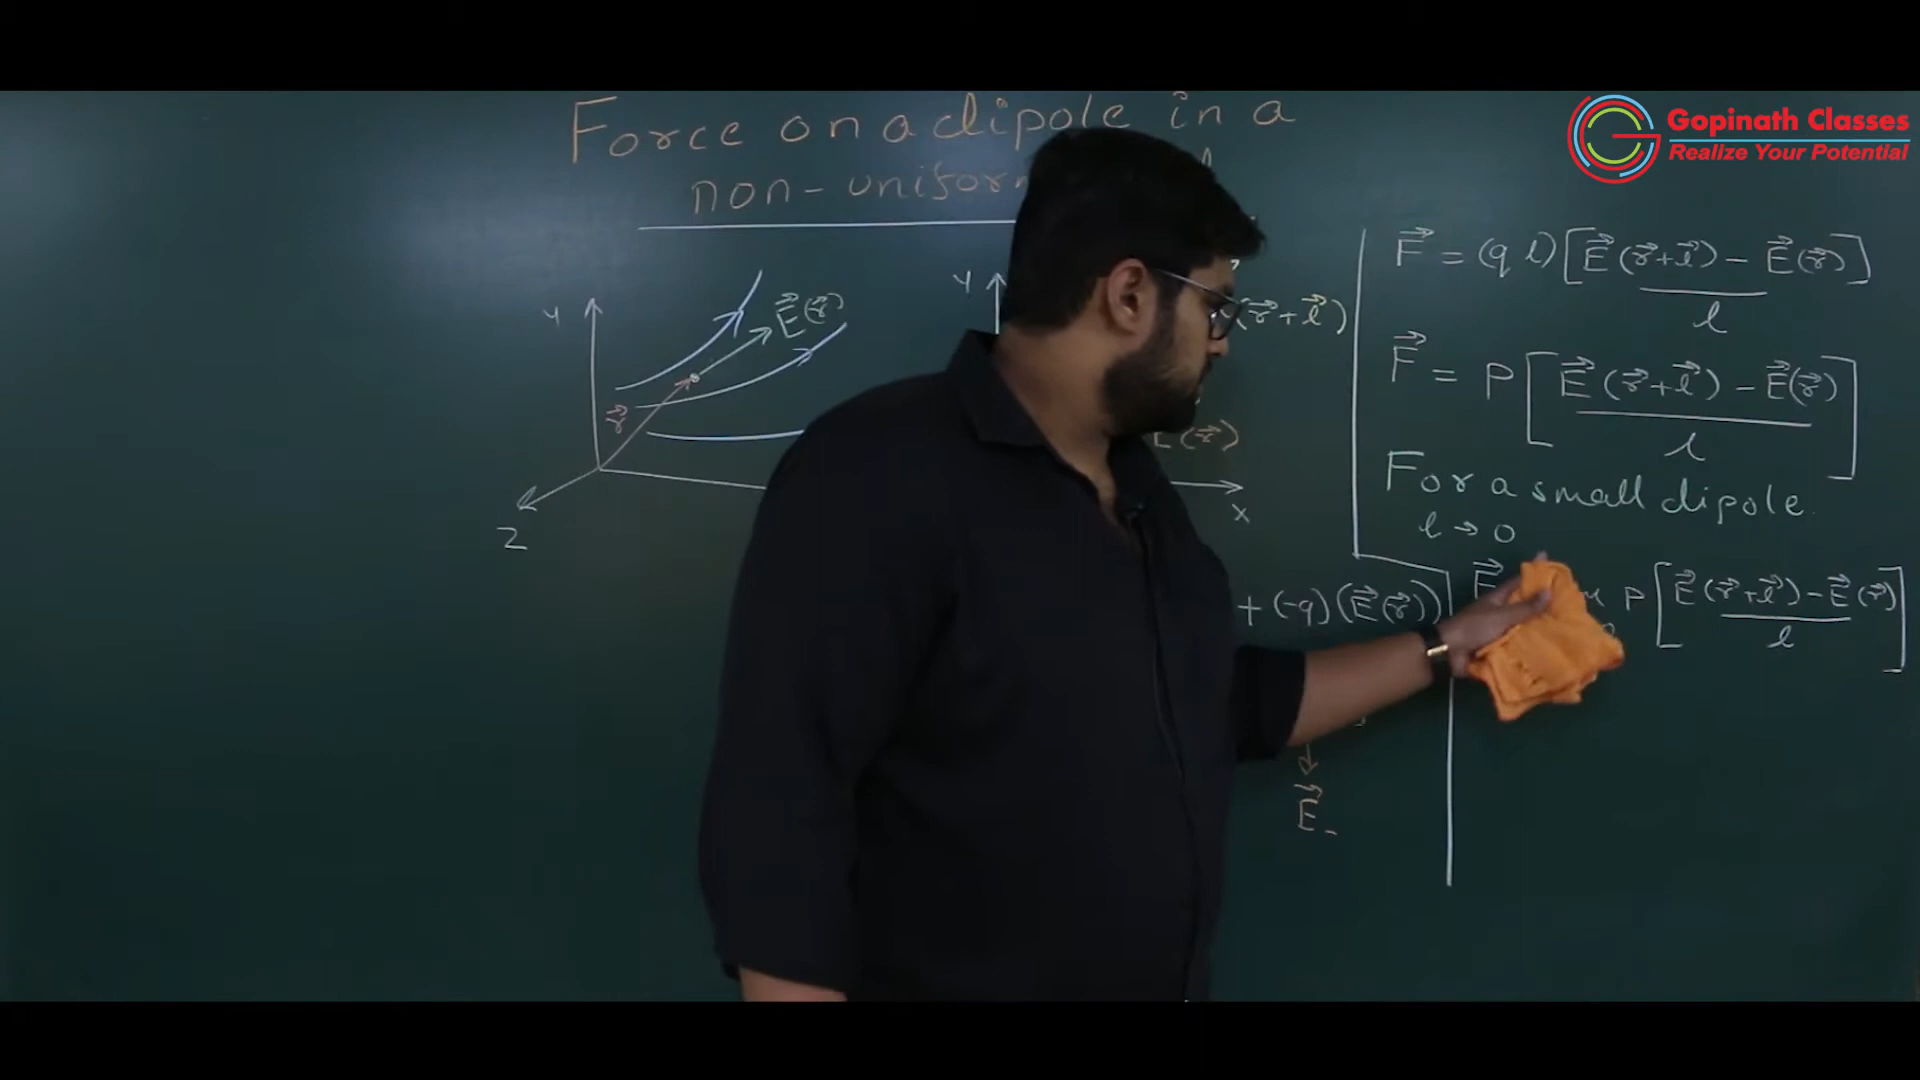 Force on a dipole in a
non-uniform
Gopinath Classes
Realize Your Potential
Y
E⃗(r⃗)
r⃗
Z
Y
(r⃗+l⃗)
E(r⃗)
X
+ (-q)(E⃗(r⃗))
E⃗₋
F⃗ = (q l)[E⃗(r⃗+l⃗) - E⃗(r⃗)]
l
F⃗ = P[E⃗(r⃗+l⃗) - E⃗(r⃗)]
l
For a small dipole.
l → 0
F⃗ P[E⃗(r⃗+l⃗) - E⃗(r⃗)]
l